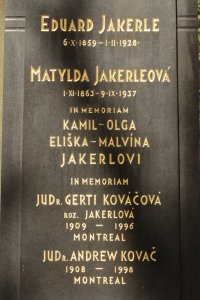 EDUARD JAKERLE
6·X·1859–1·II·1928·
MATYLDA JAKERLEOVÁ
1·XI·1863–9·IX·1937
IN MEMORIAM
KAMIL–OLGA
ELIŠKA–MALVÍNA
JAKERLOVI
IN MEMORIAM
JUDr. GERTI KOVÁČOVÁ
ROZ. JAKERLOVÁ
1909 – 1996
MONTREAL
JUDr. ANDREW KOVAČ
1908 – 1998
MONTREAL